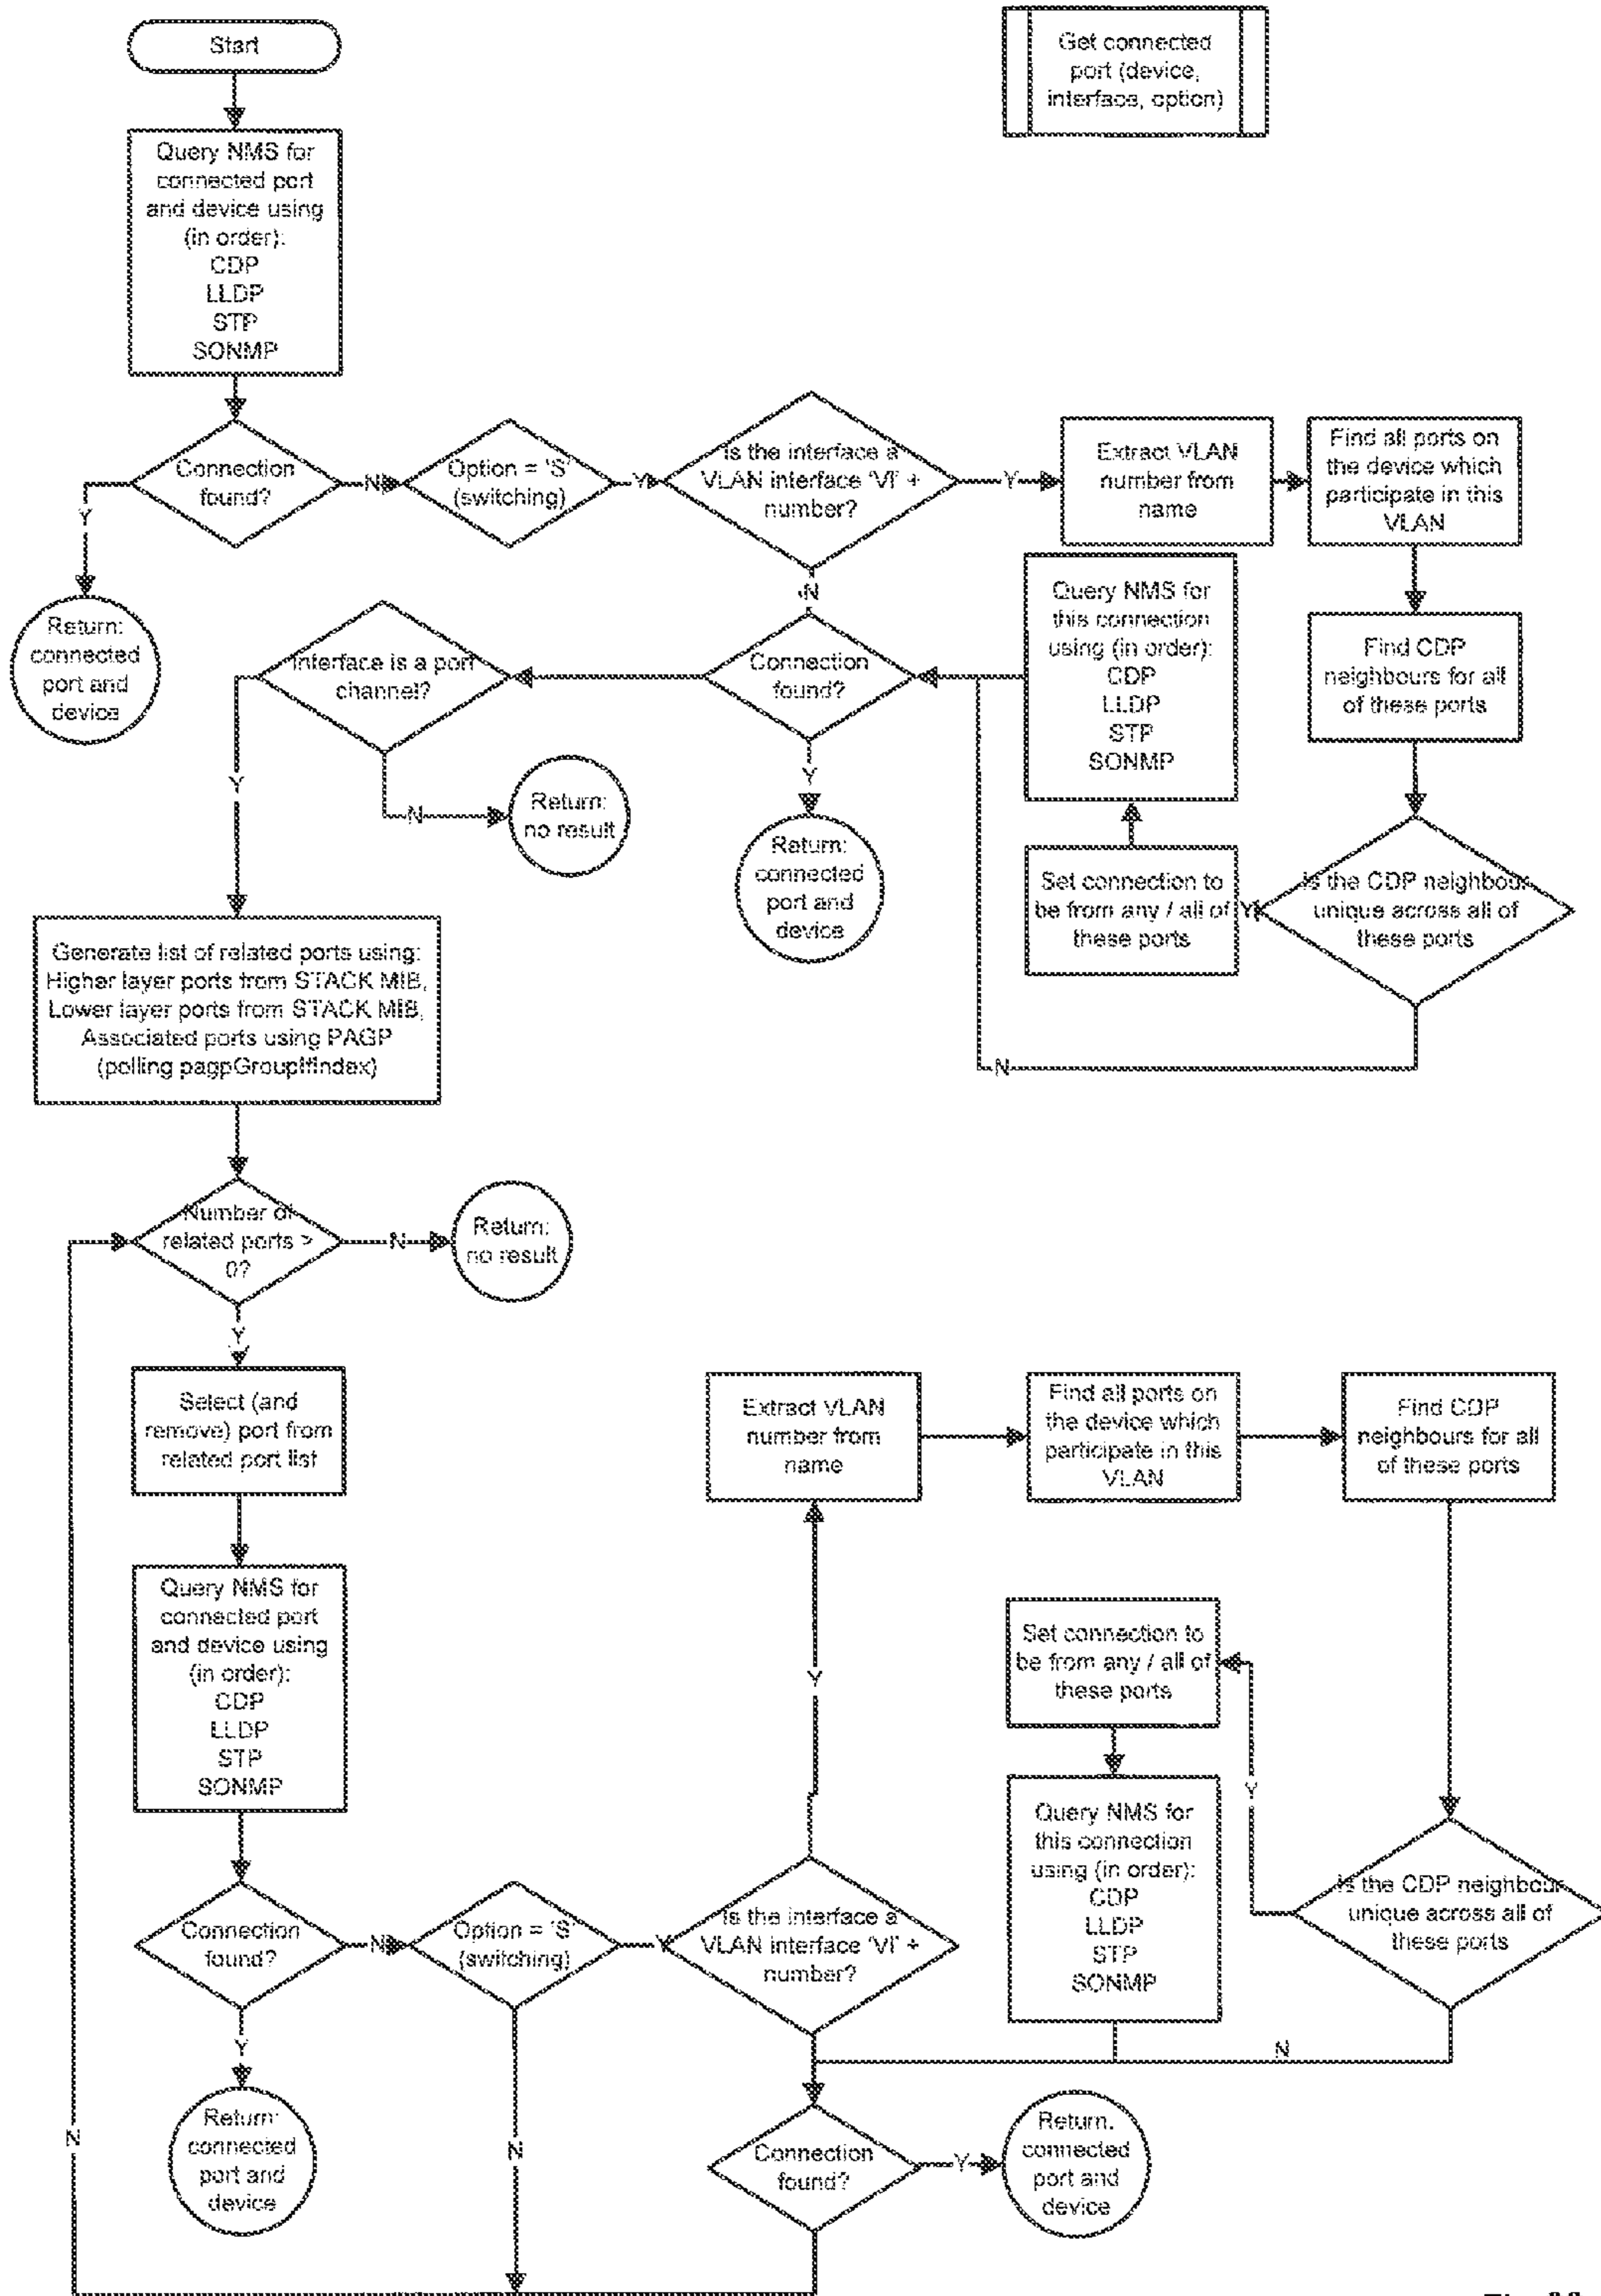 Start
Get connected
port (device,
interface, option)
Query NMS for
connected port
and device using
(in order):
CDP
LLDP
STP
SONMP
Connection
found?
N
Option = 'S'
(switching)
Y
Is the interface a
VLAN interface 'Vl' +
number?
Y
Extract VLAN
number from
name
Find all ports on
the device which
participate in this
VLAN
Y
Return:
connected
port and
device
N
Interface is a port
channel?
Connection
found?
Query NMS for
this connection
using (in order):
CDP
LLDP
STP
SONMP
Find CDP
neighbours for all
of these ports
Y
N
Return:
no result
Y
Return:
connected
port and
device
Set connection to
be from any / all of
these ports
Y
Is the CDP neighbour
unique across all of
these ports
N
Generate list of related ports using:
Higher layer ports from STACK MIB,
Lower layer ports from STACK MIB,
Associated ports using PAGP
(polling pagpGroupIfIndex)
Number of
related ports >
0?
N
Return:
no result
Y
Select (and
remove) port from
related port list
Extract VLAN
number from
name
Find all ports on
the device which
participate in this
VLAN
Find CDP
neighbours for all
of these ports
Query NMS for
connected port
and device using
(in order):
CDP
LLDP
STP
SONMP
Y
Set connection to
be from any / all of
these ports
Y
Query NMS for
this connection
using (in order):
CDP
LLDP
STP
SONMP
Is the CDP neighbour
unique across all of
these ports
Connection
found?
N
Option = 'S'
(switching)
Y
Is the interface a
VLAN interface 'Vl' +
number?
N
Y
Return:
connected
port and
device
N
N
Connection
found?
Y
Return.
connected
port and
device